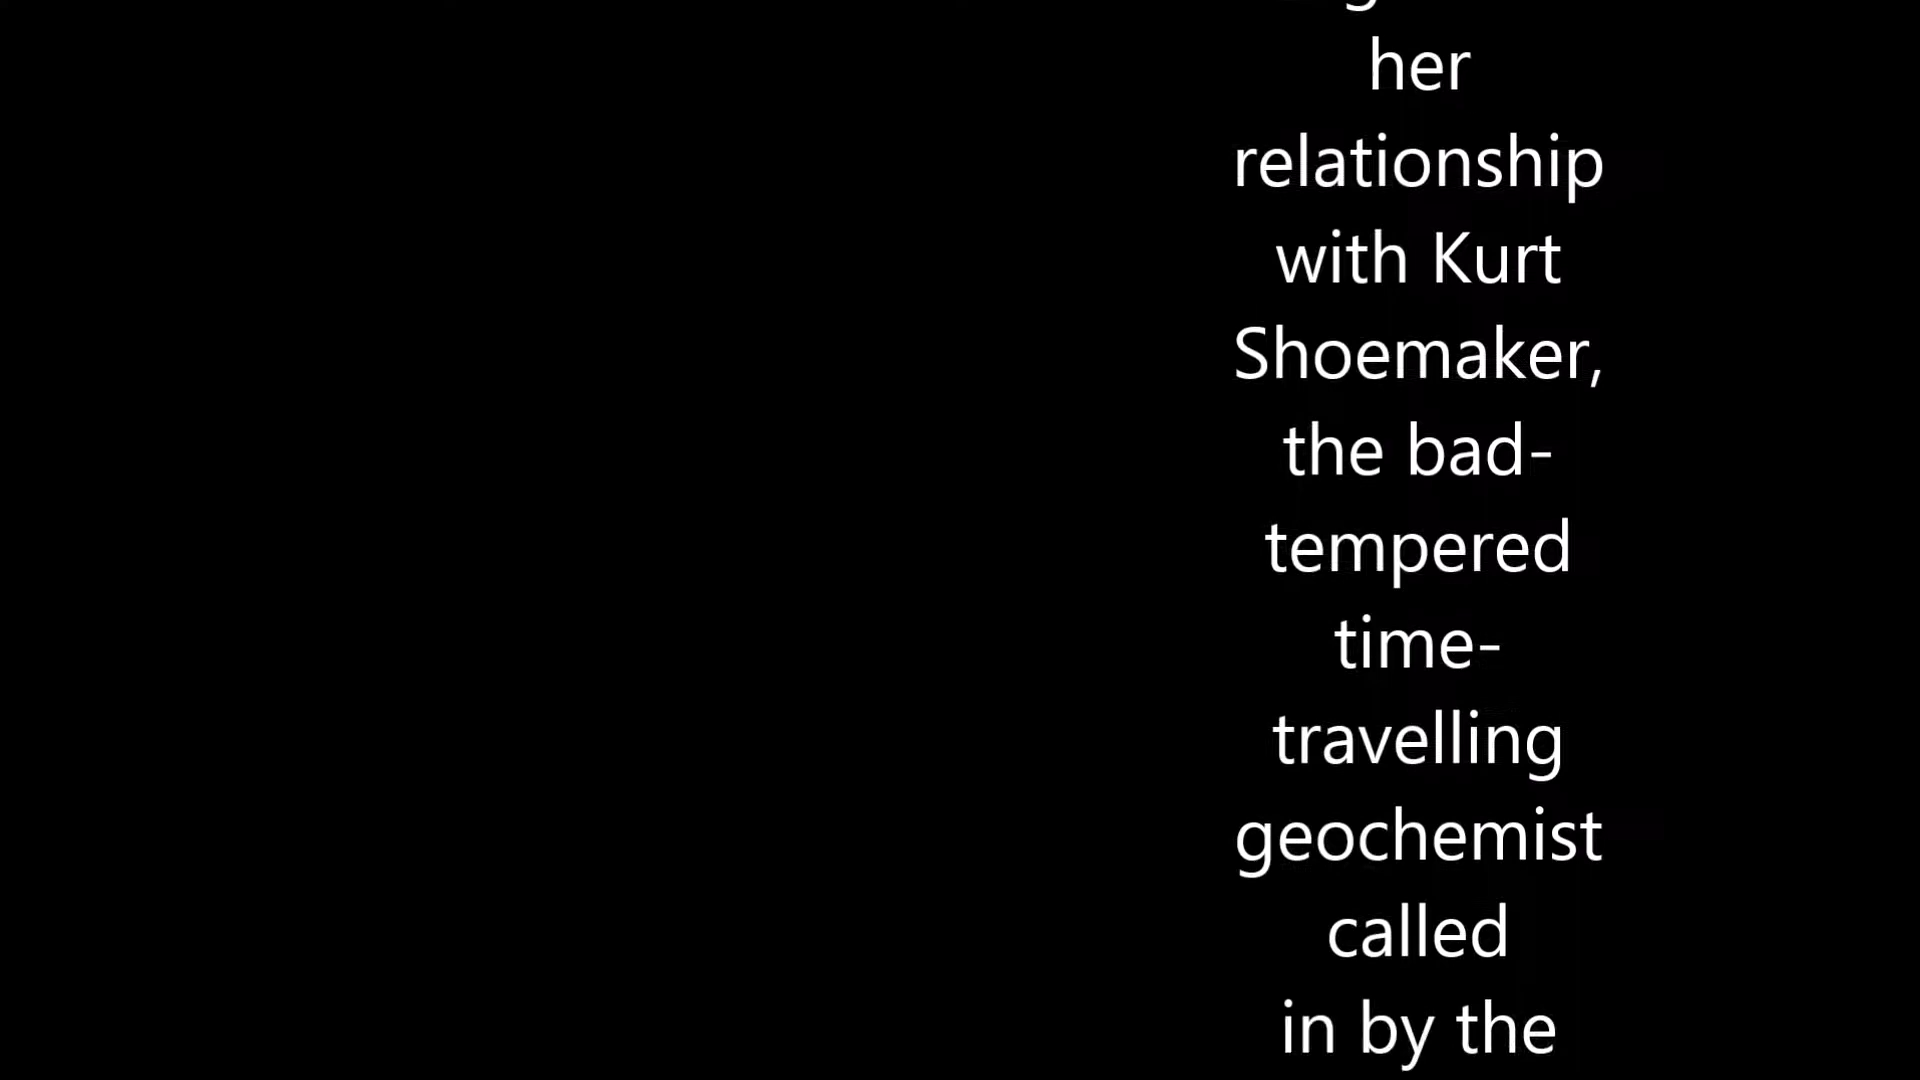 her
relationship
with Kurt
Shoemaker,
the bad-
tempered
time-
travelling
geochemist
called
in by the